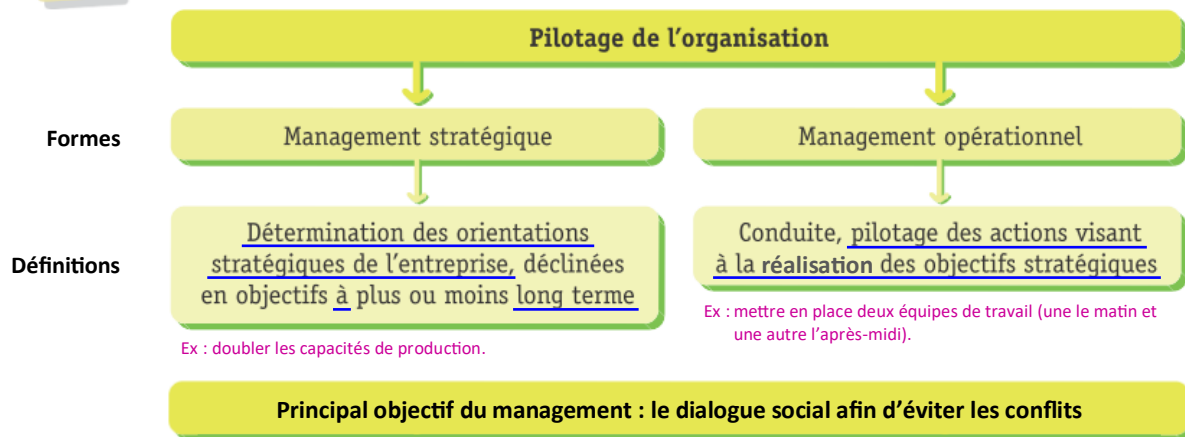 Pilotage de l'organisation
Formes
Management stratégique
Management opérationnel
Définitions
Détermination des orientations
stratégiques de l'entreprise, déclinées
en objectifs à plus ou moins long terme
Conduite, pilotage des actions visant
à la réalisation des objectifs stratégiques
Ex : doubler les capacités de production.
Ex : mettre en place deux équipes de travail (une le matin et
une autre l'après-midi).
Principal objectif du management : le dialogue social afin d'éviter les conflits